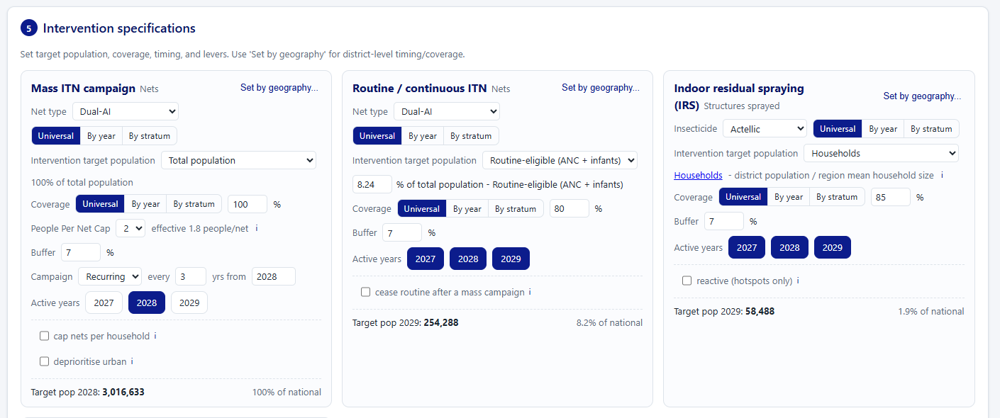 5 Intervention specifications
Set target population, coverage, timing, and levers. Use 'Set by geography' for district-level timing/coverage.
Mass ITN campaign Nets Set by geography...
Net type Dual-AI
Universal By year By stratum
Intervention target population Total population
100% of total population
Coverage Universal By year By stratum 100 %
People Per Net Cap 2 effective 1.8 people/net i
Buffer 7 %
Campaign Recurring every 3 yrs from 2028
Active years 2027 2028 2029
cap nets per household i
deprioritise urban i
Target pop 2028: 3,016,633 100% of national
Routine / continuous ITN Nets Set by geography...
Net type Dual-AI
Universal By year By stratum
Intervention target population Routine-eligible (ANC + infants)
8.24 % of total population - Routine-eligible (ANC + infants)
Coverage Universal By year By stratum 80 %
Buffer 7 %
Active years 2027 2028 2029
cease routine after a mass campaign i
Target pop 2029: 254,288 8.2% of national
Indoor residual spraying
(IRS) Structures sprayed Set by geography...
Insecticide Actellic Universal By year By stratum
Intervention target population Households
Households - district population / region mean household size i
Coverage Universal By year By stratum 85 %
Buffer 7 %
Active years 2027 2028 2029
reactive (hotspots only) i
Target pop 2029: 58,488 1.9% of national